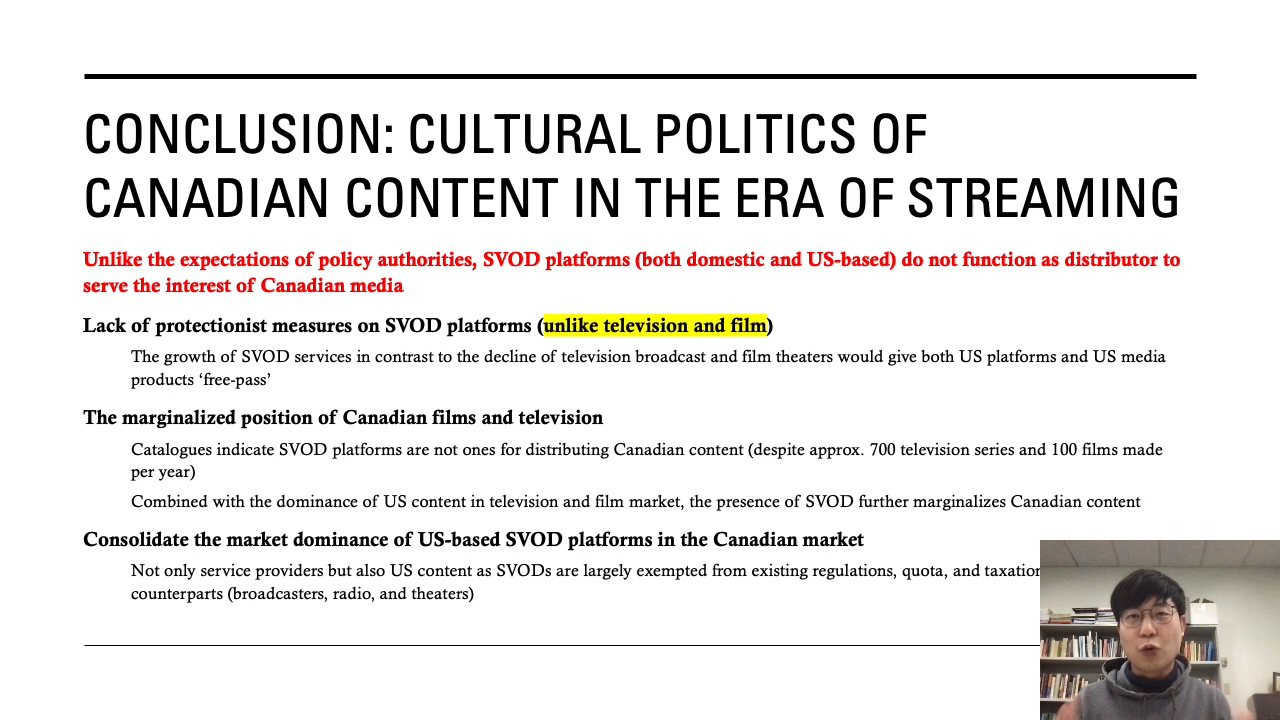 CONCLUSION: CULTURAL POLITICS OF
CANADIAN CONTENT IN THE ERA OF STREAMING
Unlike the expectations of policy authorities, SVOD platforms (both domestic and US-based) do not function as distributor to
serve the interest of Canadian media
Lack of protectionist measures on SVOD platforms (unlike television and film)
The growth of SVOD services in contrast to the decline of television broadcast and film theaters would give both US platforms and US media
products ‘free-pass’
The marginalized position of Canadian films and television
Catalogues indicate SVOD platforms are not ones for distributing Canadian content (despite approx. 700 television series and 100 films made
per year)
Combined with the dominance of US content in television and film market, the presence of SVOD further marginalizes Canadian content
Consolidate the market dominance of US-based SVOD platforms in the Canadian market
Not only service providers but also US content as SVODs are largely exempted from existing regulations, quota, and taxation
counterparts (broadcasters, radio, and theaters)